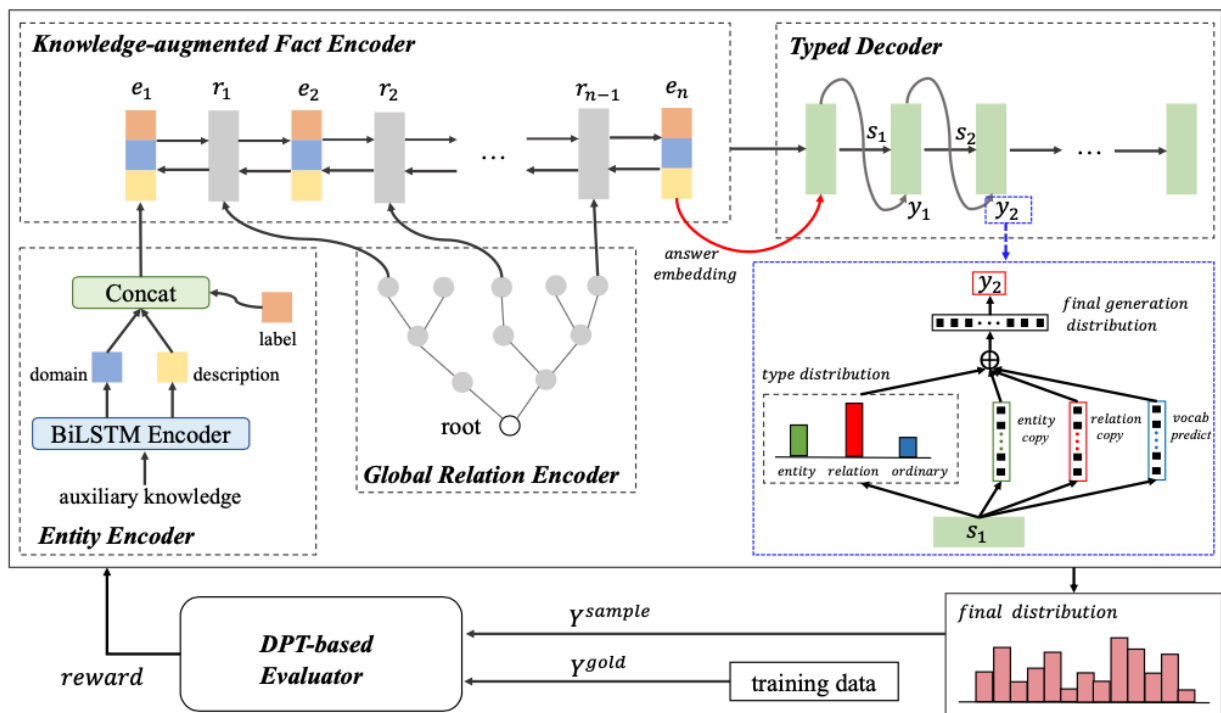 Knowledge-augmented Fact Encoder
e₁
r₁
e₂
r₂
rₙ₋₁
eₙ
...
Typed Decoder
s₁
s₂
...
y₁
y₂
answer
embedding
Concat
label
domain
description
BiLSTM Encoder
auxiliary knowledge
Entity Encoder
root
Global Relation Encoder
y₂
final generation
distribution
type distribution
entity
relation
ordinary
entity
copy
relation
copy
vocab
predict
s₁
reward
DPT-based
Evaluator
Y^sample
Y^gold
training data
final distribution